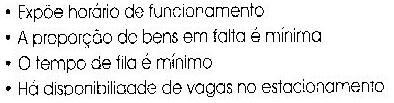 • Expõe horário de funcionamento
• A proporção de bens em falta é mínima
• O tempo de fila é mínimo
• Há disponibilidade de vagas no estacionamento